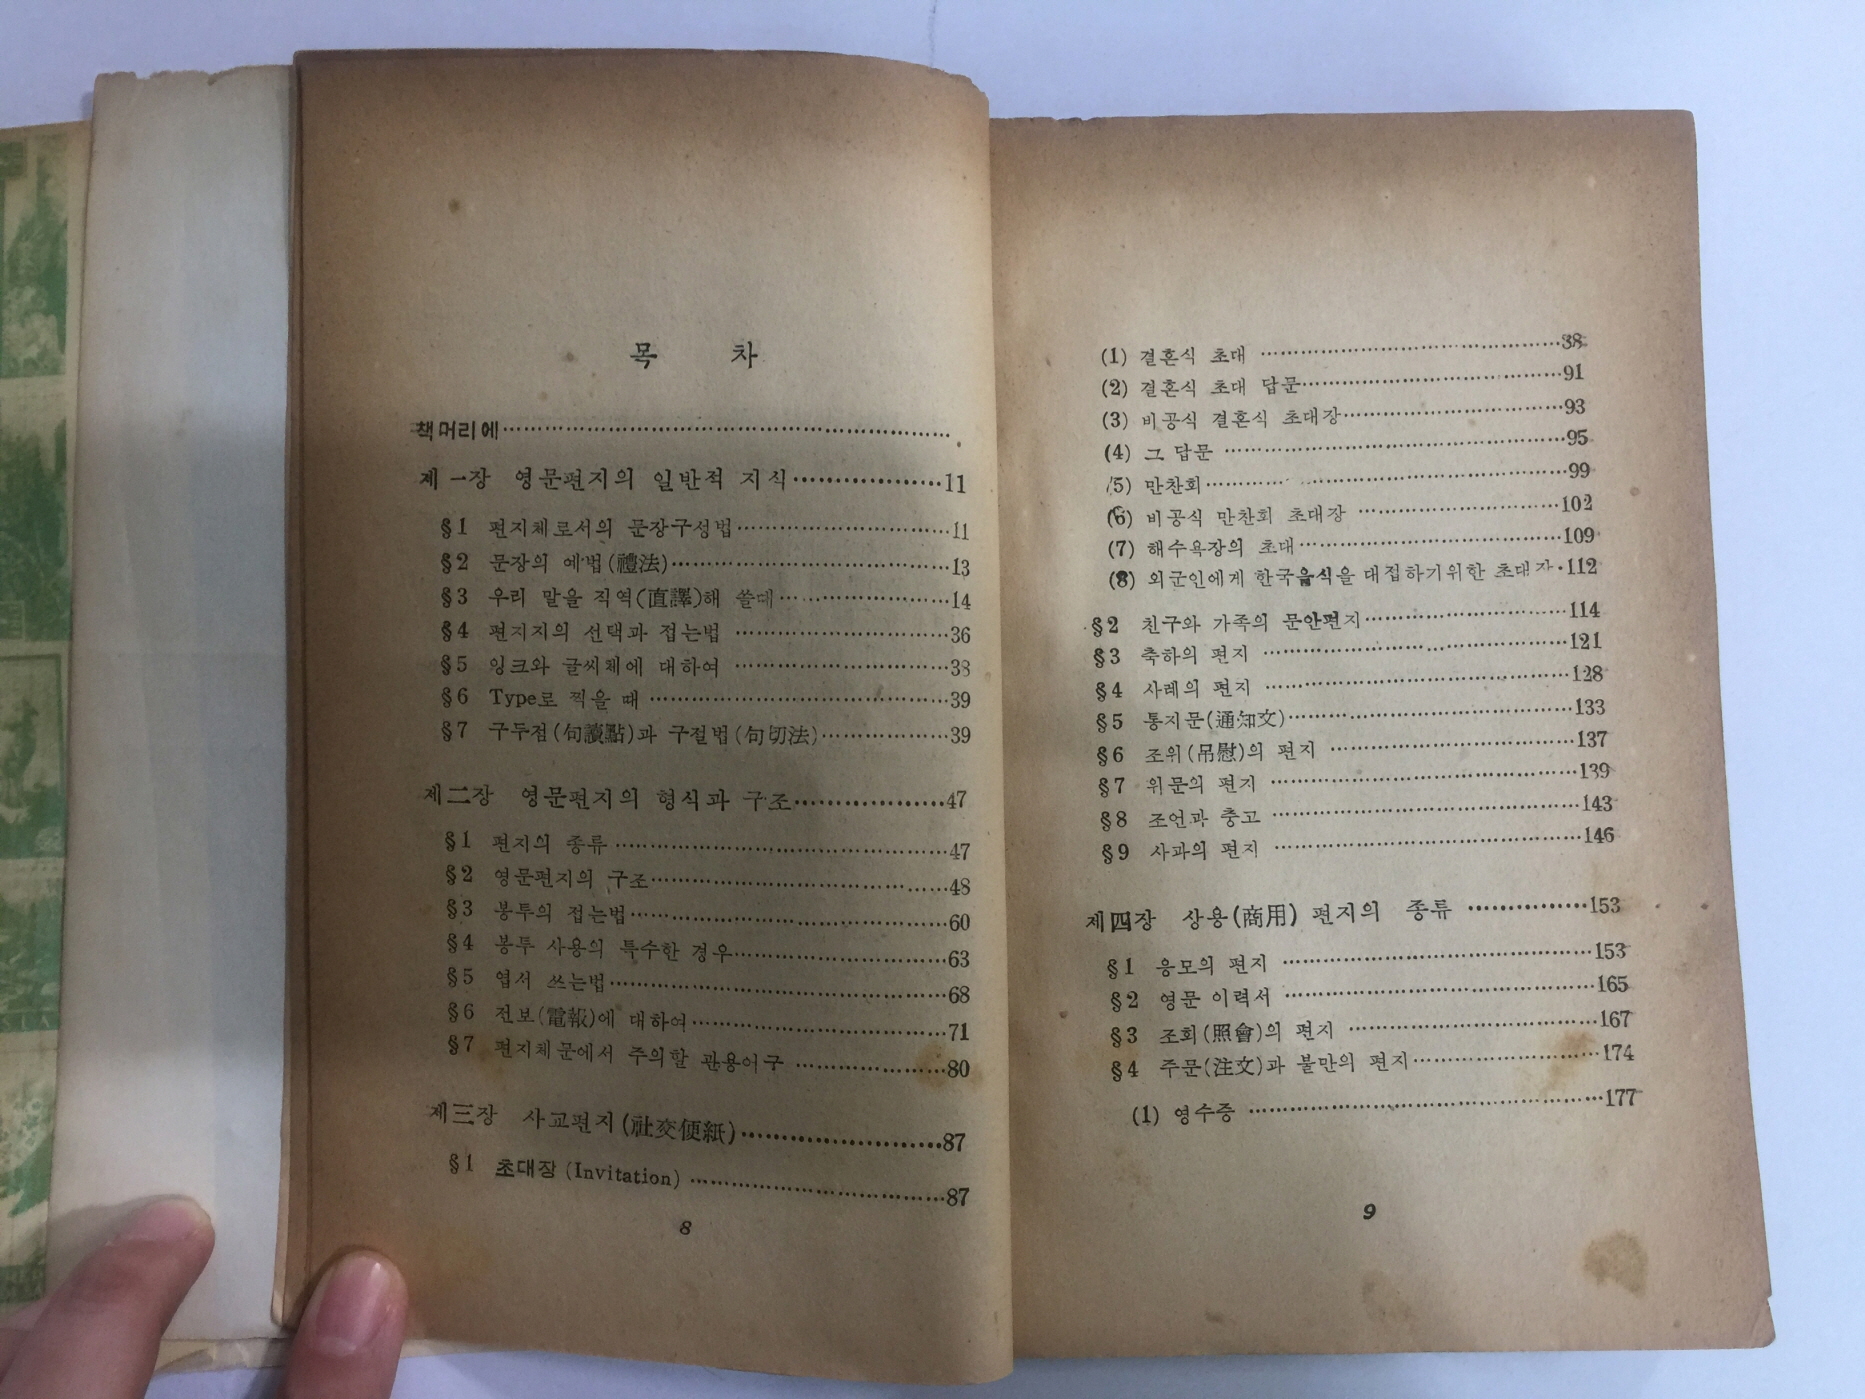 목 차
책머리에
제一장 영문편지의 일반적 지식 11
§1 편지체로서의 문장구성법 11
§2 문장의 예법(禮法) 13
§3 우리 말을 직역(直譯)해 쓸때 14
§4 편지지의 선택과 접는법 36
§5 잉크와 글씨체에 대하여 38
§6 Type로 찍을 때 39
§7 구두점(句讀點)과 구절법(句切法) 39
제二장 영문편지의 형식과 구조 47
§1 편지의 종류 47
§2 영문편지의 구조 48
§3 봉투의 접는법 60
§4 봉투 사용의 특수한 경우 63
§5 엽서 쓰는법 68
§6 전보(電報)에 대하여 71
§7 편지체문에서 주의할 관용어구 80
제三장 사교편지(社交便紙) 87
§1 초대장(Invitation) 87
8
(1) 결혼식 초대 38
(2) 결혼식 초대 답문 91
(3) 비공식 결혼식 초대장 93
(4) 그 답문 95
(5) 만찬회 99
(6) 비공식 만찬회 초대장 102
(7) 해수욕장의 초대 109
(8) 외군인에게 한국음식을 대접하기위한 112
§2 친구와 가족의 문안편지 114
§3 축하의 편지 121
§4 사례의 편지 128
§5 통지문(通知文) 133
§6 조위(吊慰)의 편지 137
§7 위문의 편지 139
§8 조언과 충고 143
§9 사과의 편지 146
제四장 상용(商用) 편지의 종류 153
§1 응모의 편지 153
§2 영문 이력서 165
§3 조회(照會)의 편지 167
§4 주문(注文)과 불만의 편지 174
(1) 영수증 177
9